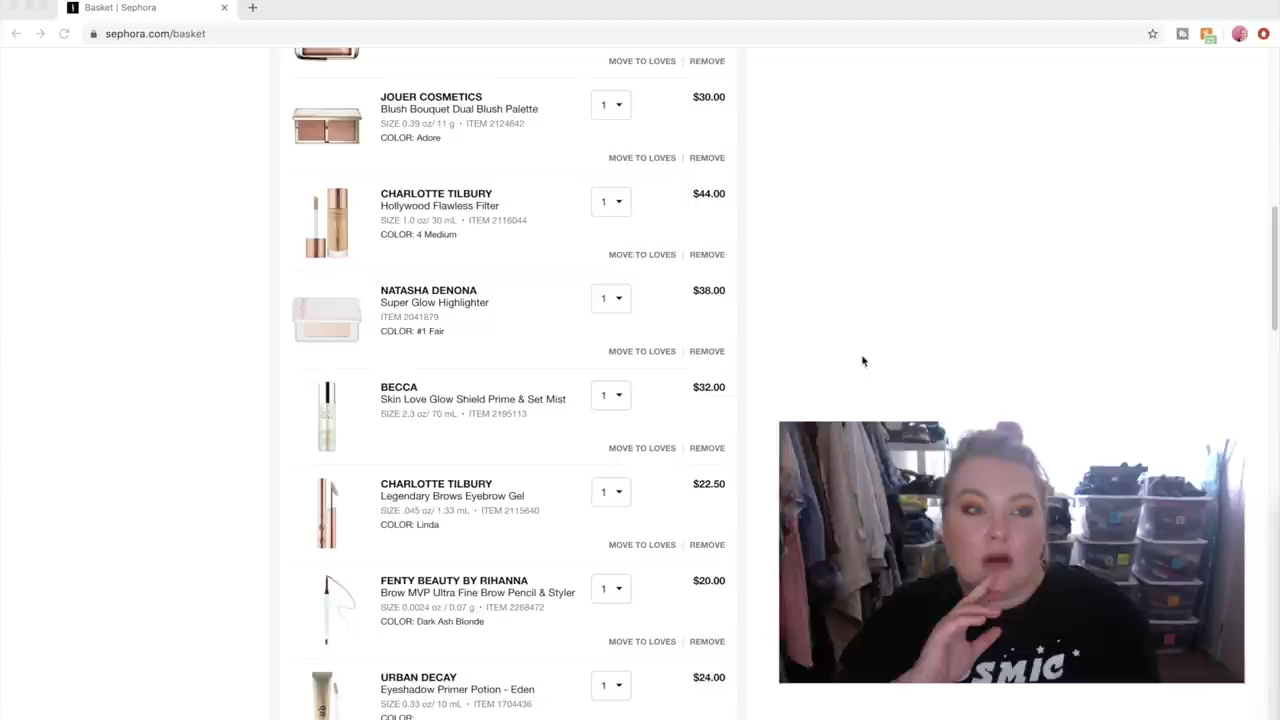 Basket | Sephora
sephora.com/basket
MOVE TO LOVES | REMOVE
JOUER COSMETICS
Blush Bouquet Dual Blush Palette
SIZE 0.39 oz/ 11 g • ITEM 2124642
COLOR: Adore
1
$30.00
MOVE TO LOVES | REMOVE
CHARLOTTE TILBURY
Hollywood Flawless Filter
SIZE 1.0 oz/ 30 mL • ITEM 2116044
COLOR: 4 Medium
1
$44.00
MOVE TO LOVES | REMOVE
NATASHA DENONA
Super Glow Highlighter
ITEM 2041879
COLOR: #1 Fair
1
$38.00
MOVE TO LOVES | REMOVE
BECCA
Skin Love Glow Shield Prime & Set Mist
SIZE 2.3 oz/ 70 mL • ITEM 2195113
1
$32.00
MOVE TO LOVES | REMOVE
CHARLOTTE TILBURY
Legendary Brows Eyebrow Gel
SIZE .045 oz/ 1.33 mL • ITEM 2115640
COLOR: Linda
1
$22.50
MOVE TO LOVES | REMOVE
FENTY BEAUTY BY RIHANNA
Brow MVP Ultra Fine Brow Pencil & Styler
SIZE 0.0024 oz / 0.07 g • ITEM 2268472
COLOR: Dark Ash Blonde
1
$20.00
MOVE TO LOVES | REMOVE
URBAN DECAY
Eyeshadow Primer Potion - Eden
SIZE 0.33 oz/ 10 mL • ITEM 1704436
COLOR:
1
$24.00
SMIC